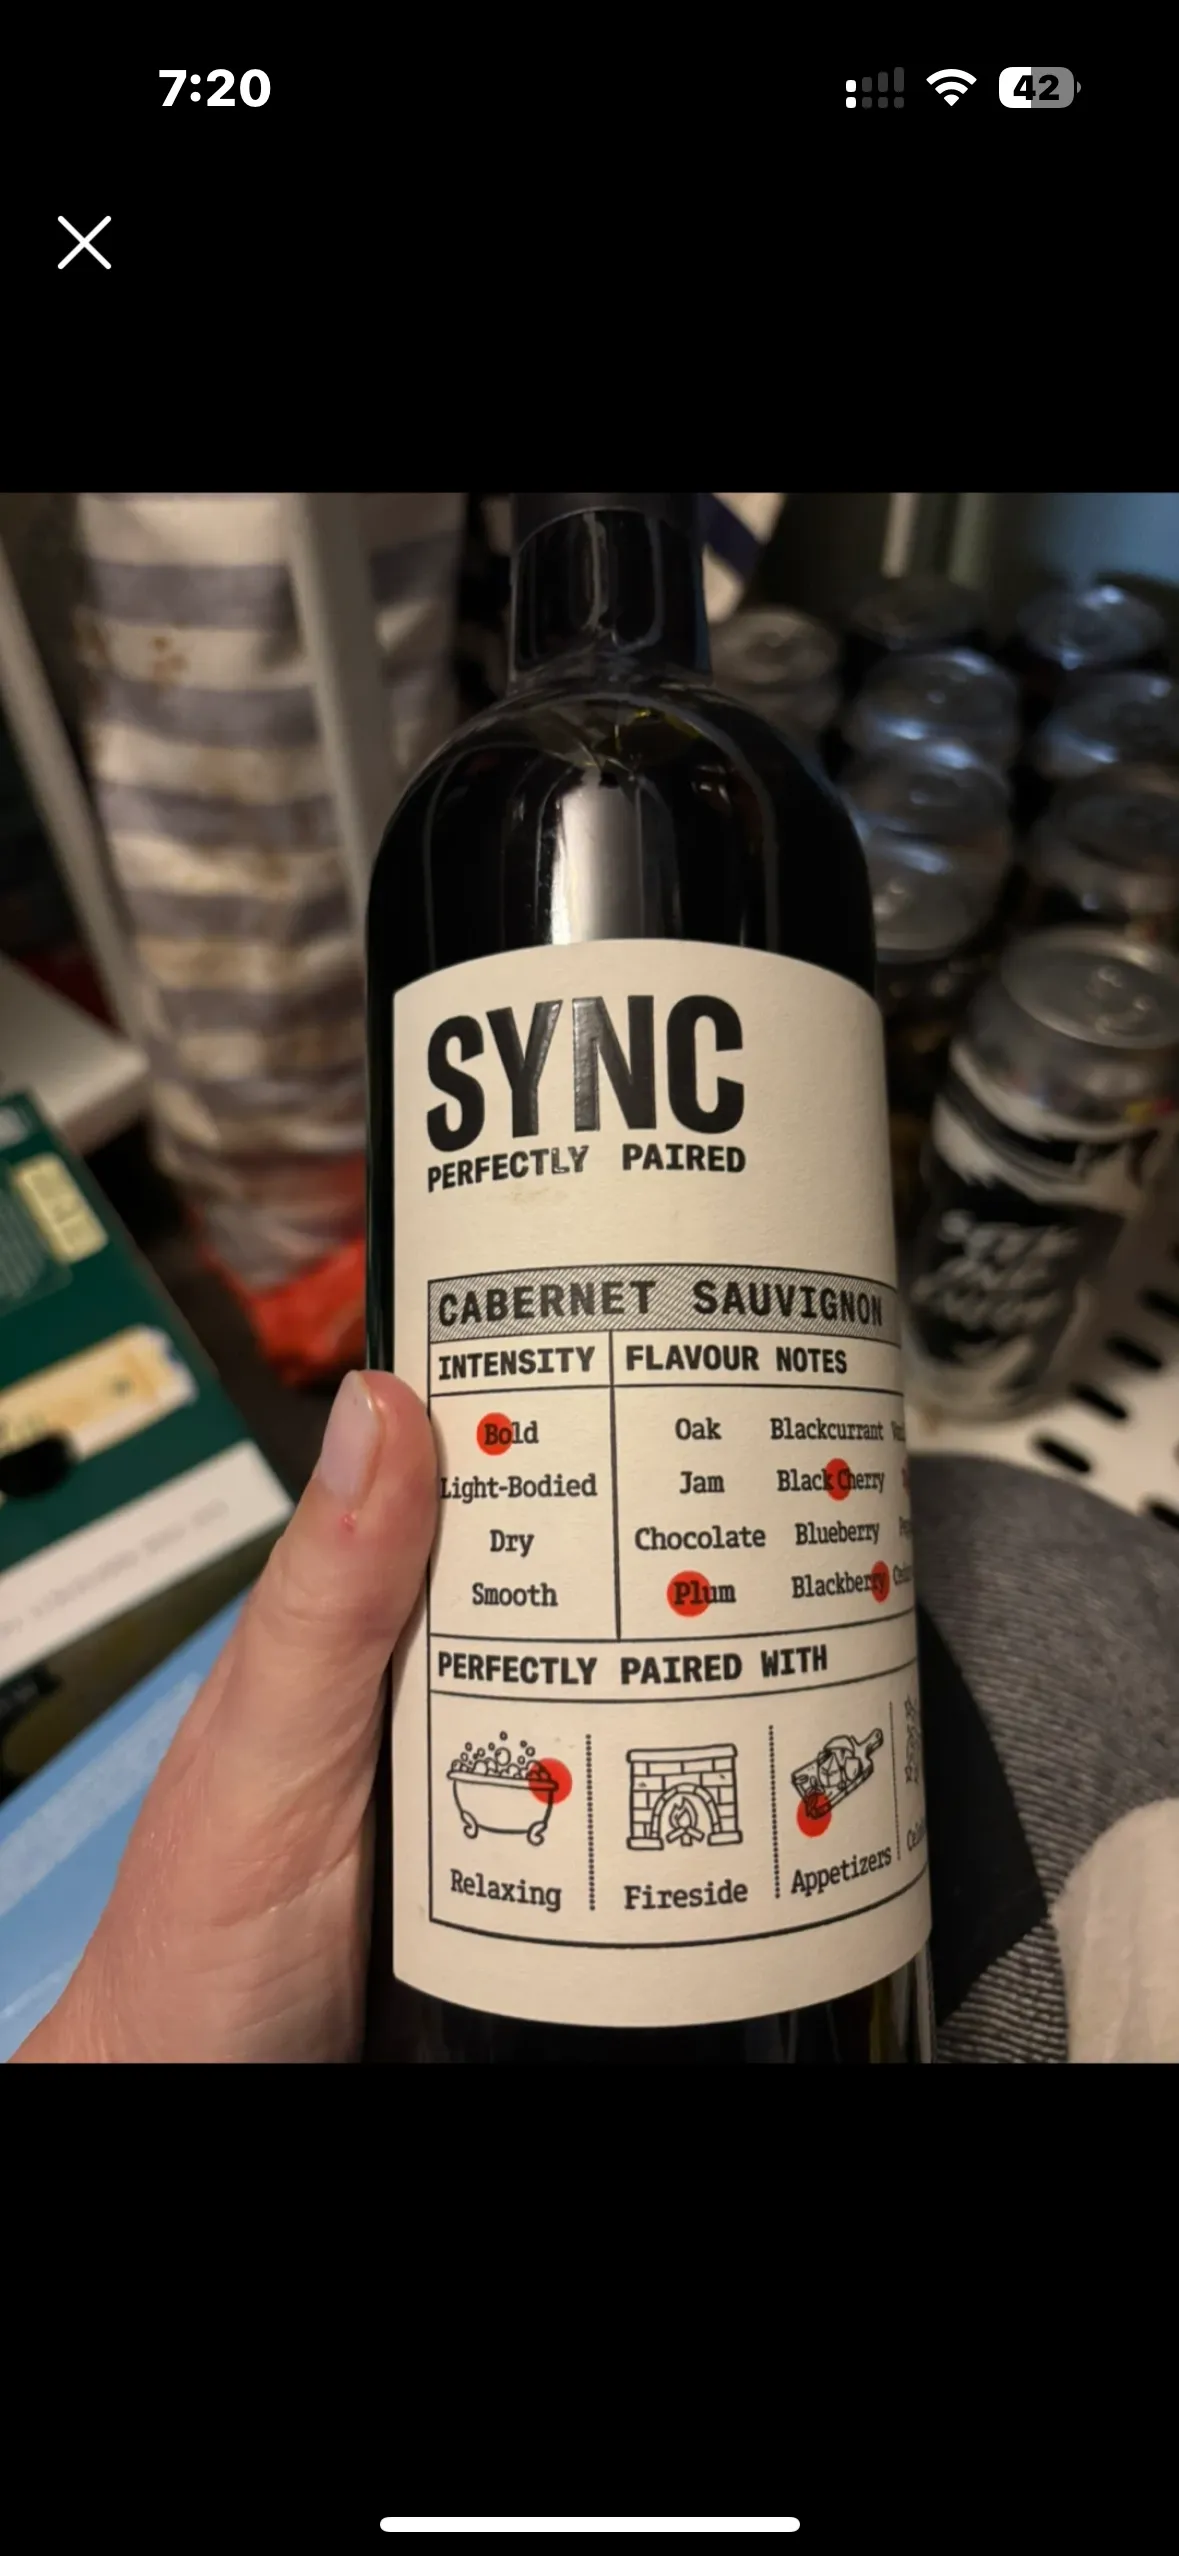 7:20
42
SYNC
PERFECTLY PAIRED
CABERNET SAUVIGNON
INTENSITY FLAVOUR NOTES
Bold Oak Blackcurrant
Light-Bodied Jam Black Cherry
Dry Chocolate Blueberry
Smooth Plum Blackberry
PERFECTLY PAIRED WITH
Relaxing Fireside Appetizers